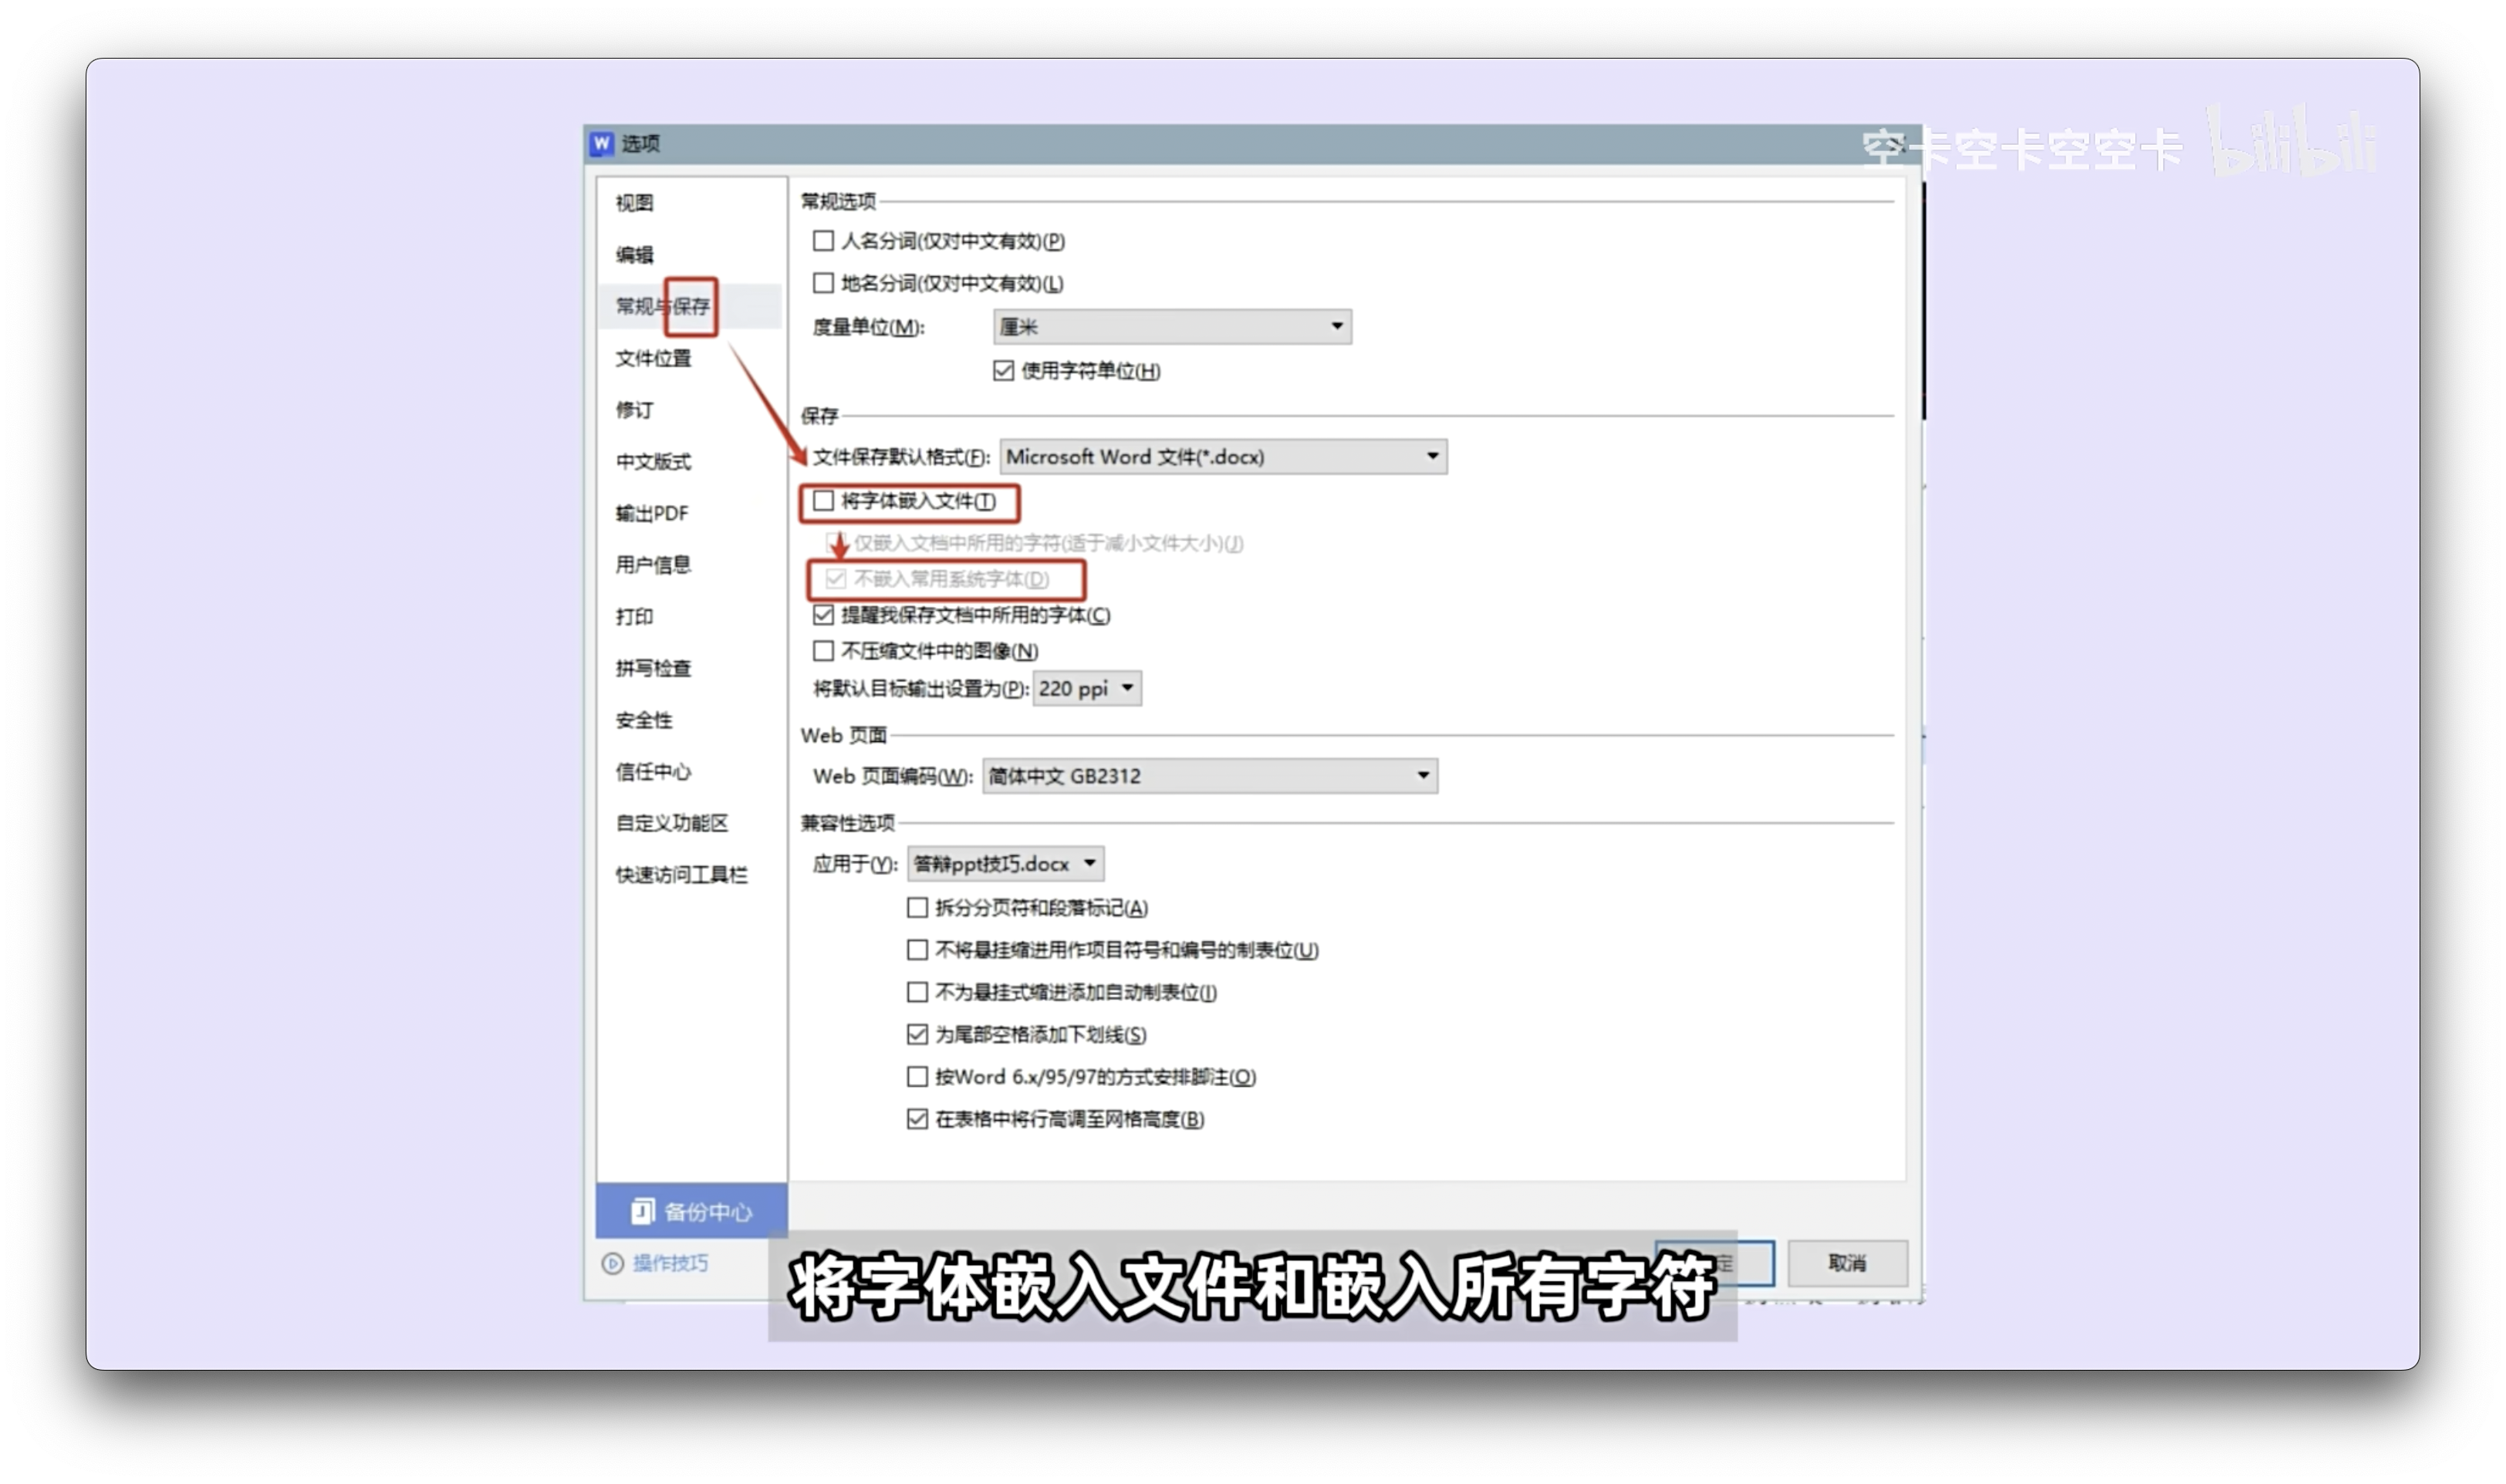 空卡空卡空空卡 bilibili
W 选项
视图
编辑
常规与保存
文件位置
修订
中文版式
输出PDF
用户信息
打印
拼写检查
安全性
信任中心
自定义功能区
快速访问工具栏
备份中心
操作技巧
常规选项
人名分词(仅对中文有效)(P)
地名分词(仅对中文有效)(L)
度量单位(M): 厘米
使用字符单位(H)
保存
文件保存默认格式(F): Microsoft Word 文件(*.docx)
将字体嵌入文件(T)
仅嵌入文档中所用的字符(适于减小文件大小)(J)
不嵌入常用系统字体(D)
提醒我保存文档中所用的字体(C)
不压缩文件中的图像(N)
将默认目标输出设置为(P): 220 ppi
Web 页面
Web 页面编码(W): 简体中文 GB2312
兼容性选项
应用于(Y): 答辩ppt技巧.docx
拆分分页符和段落标记(A)
不将悬挂缩进用作项目符号和编号的制表位(U)
不为悬挂式缩进添加自动制表位(I)
为尾部空格添加下划线(S)
按Word 6.x/95/97的方式安排脚注(O)
在表格中将行高调至网格高度(B)
定
取消
将字体嵌入文件和嵌入所有字符